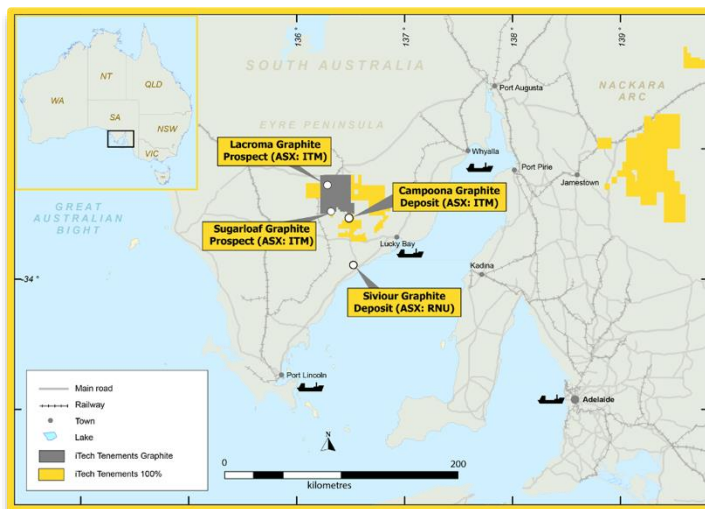 136
137
138
139
SOUTH AUSTRALIA
Port Augusta
NACKARA
ARC
NT
QLD
WA
SA
NSW
VIC
EYRE PENINSULA
Lacroma Graphite
Prospect (ASX: ITM)
Whyalla
Port Pirie
Jamestown
Campoona Graphite
Deposit (ASX: ITM)
GREAT
AUSTRALIAN
BIGHT
Sugarloaf Graphite
Prospect (ASX: ITM)
Lucky Bay
Kadina
-34 °
Siviour Graphite
Deposit (ASX: RNU)
Port Lincoln
Adelaide
Main road
Railway
Town
Lake
iTech Tenements Graphite
iTech Tenements 100%
N
0
200
kilometres